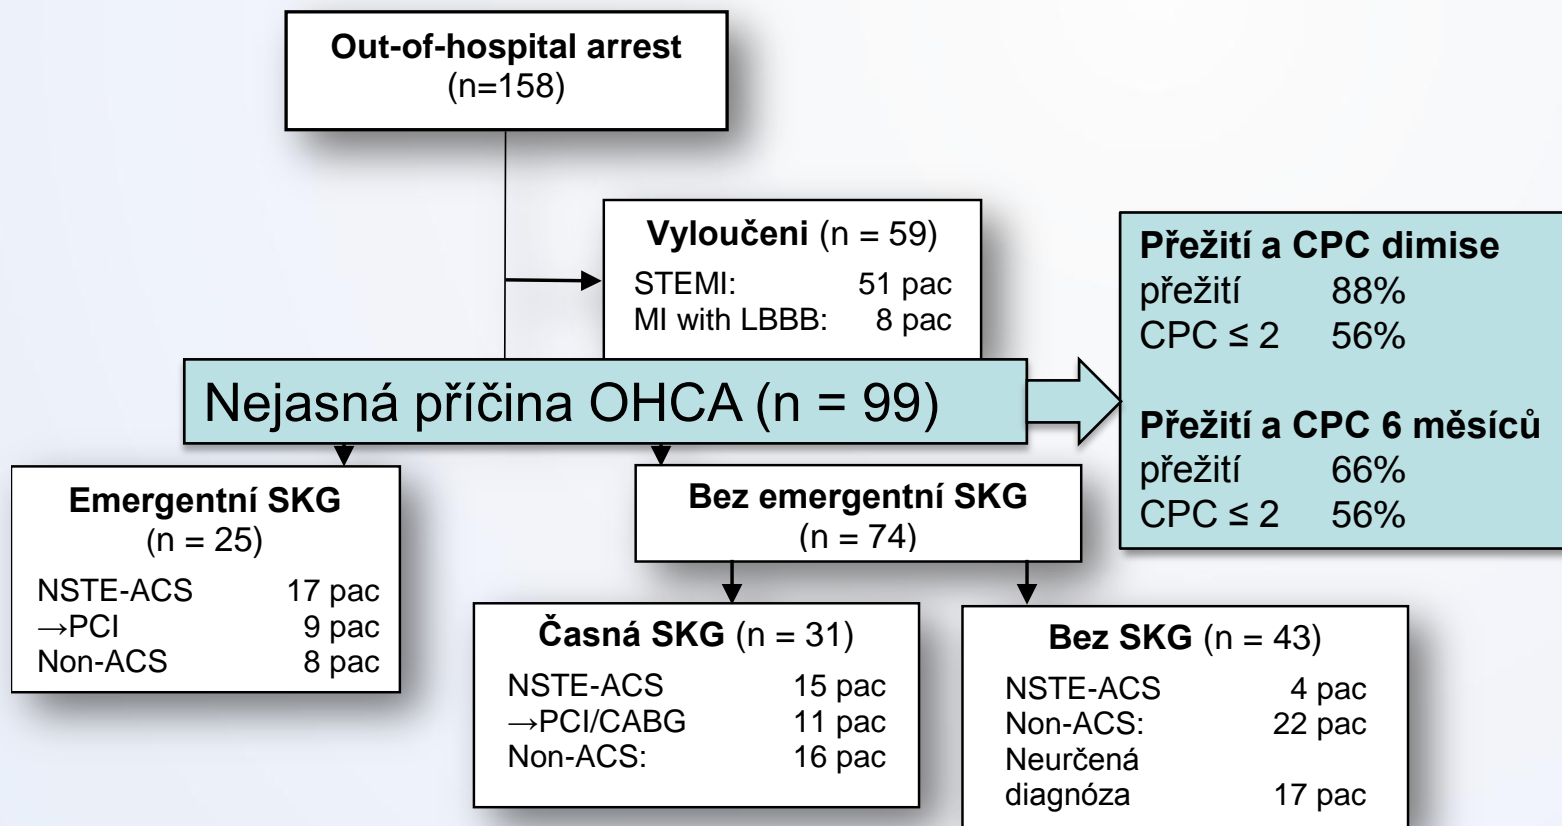 Out-of-hospital arrest
(n=158)
Vyloučeni (n = 59)
STEMI: 51 pac
MI with LBBB: 8 pac
Nejasná příčina OHCA (n = 99)
Přežití a CPC dimise
přežití 88%
CPC ≤ 2 56%
Přežití a CPC 6 měsíců
přežití 66%
CPC ≤ 2 56%
Emergentní SKG
(n = 25)
NSTE-ACS 17 pac
→PCI 9 pac
Non-ACS 8 pac
Bez emergentní SKG
(n = 74)
Časná SKG (n = 31)
NSTE-ACS 15 pac
→PCI/CABG 11 pac
Non-ACS: 16 pac
Bez SKG (n = 43)
NSTE-ACS 4 pac
Non-ACS: 22 pac
Neurčená
diagnóza 17 pac